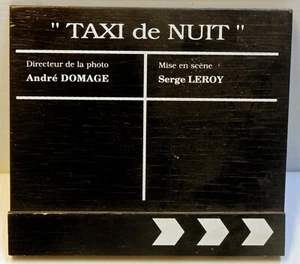 " TAXI de NUIT "
Directeur de la photo
André DOMAGE
Mise en scène
Serge LEROY